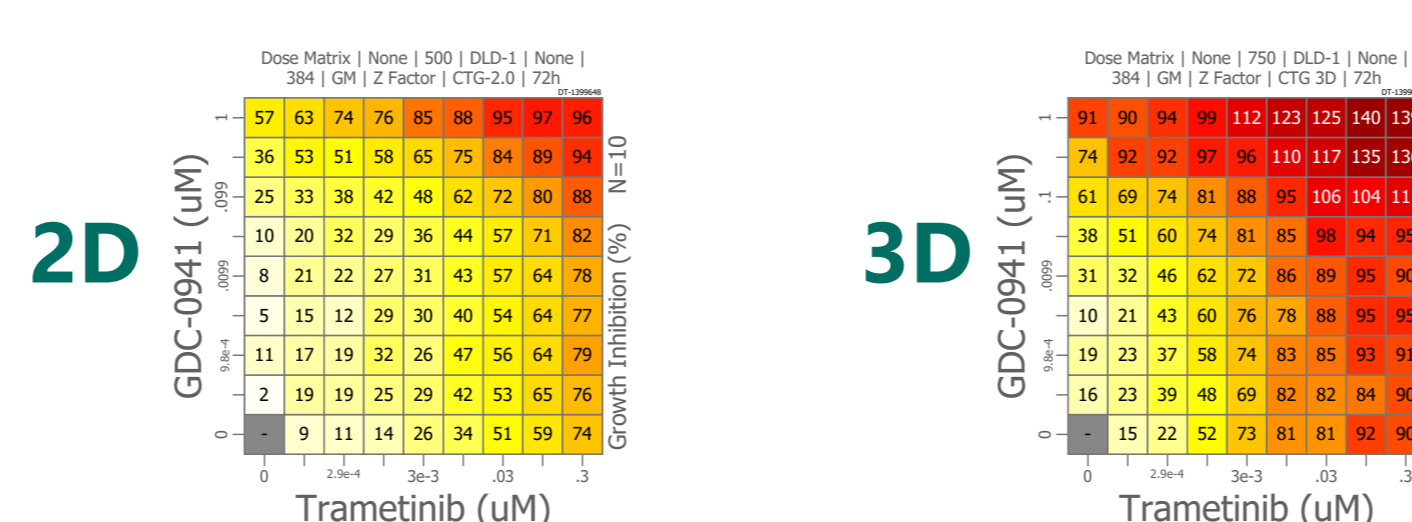 Dose Matrix | None | 500 | DLD-1 | None |
384 | GM | Z Factor | CTG-2.0 | 72h
DT-1399648
2D
GDC-0941 (uM)
1 57 63 74 76 85 88 95 97 96
36 53 51 58 65 75 84 89 94
.099 25 33 38 42 48 62 72 80 88
10 20 32 29 36 44 57 71 82
.0099 8 21 22 27 31 43 57 64 78
5 15 12 29 30 40 54 64 77
9.8e-4 11 17 19 32 26 47 56 64 79
2 19 19 25 29 42 53 65 76
0 - 9 11 14 26 34 51 59 74
0 2.9e-4 3e-3 .03 .3
Trametinib (uM)
Growth Inhibition (%) N=10
Dose Matrix | None | 750 | DLD-1 | None |
384 | GM | Z Factor | CTG 3D | 72h
3D
GDC-0941 (uM)
1 91 90 94 99 112 123 125 140
74 92 92 97 96 110 117 135
.1 61 69 74 81 88 95 106 104
38 51 60 74 81 85 98 94 95
.0099 31 32 46 62 72 86 89 95 90
10 21 43 60 76 78 88 95 95
9.8e-4 19 23 37 58 74 83 85 93 91
16 23 39 48 69 82 82 84 90
0 - 15 22 52 73 81 81 92 90
0 2.9e-4 3e-3 .03 .3
Trametinib (uM)